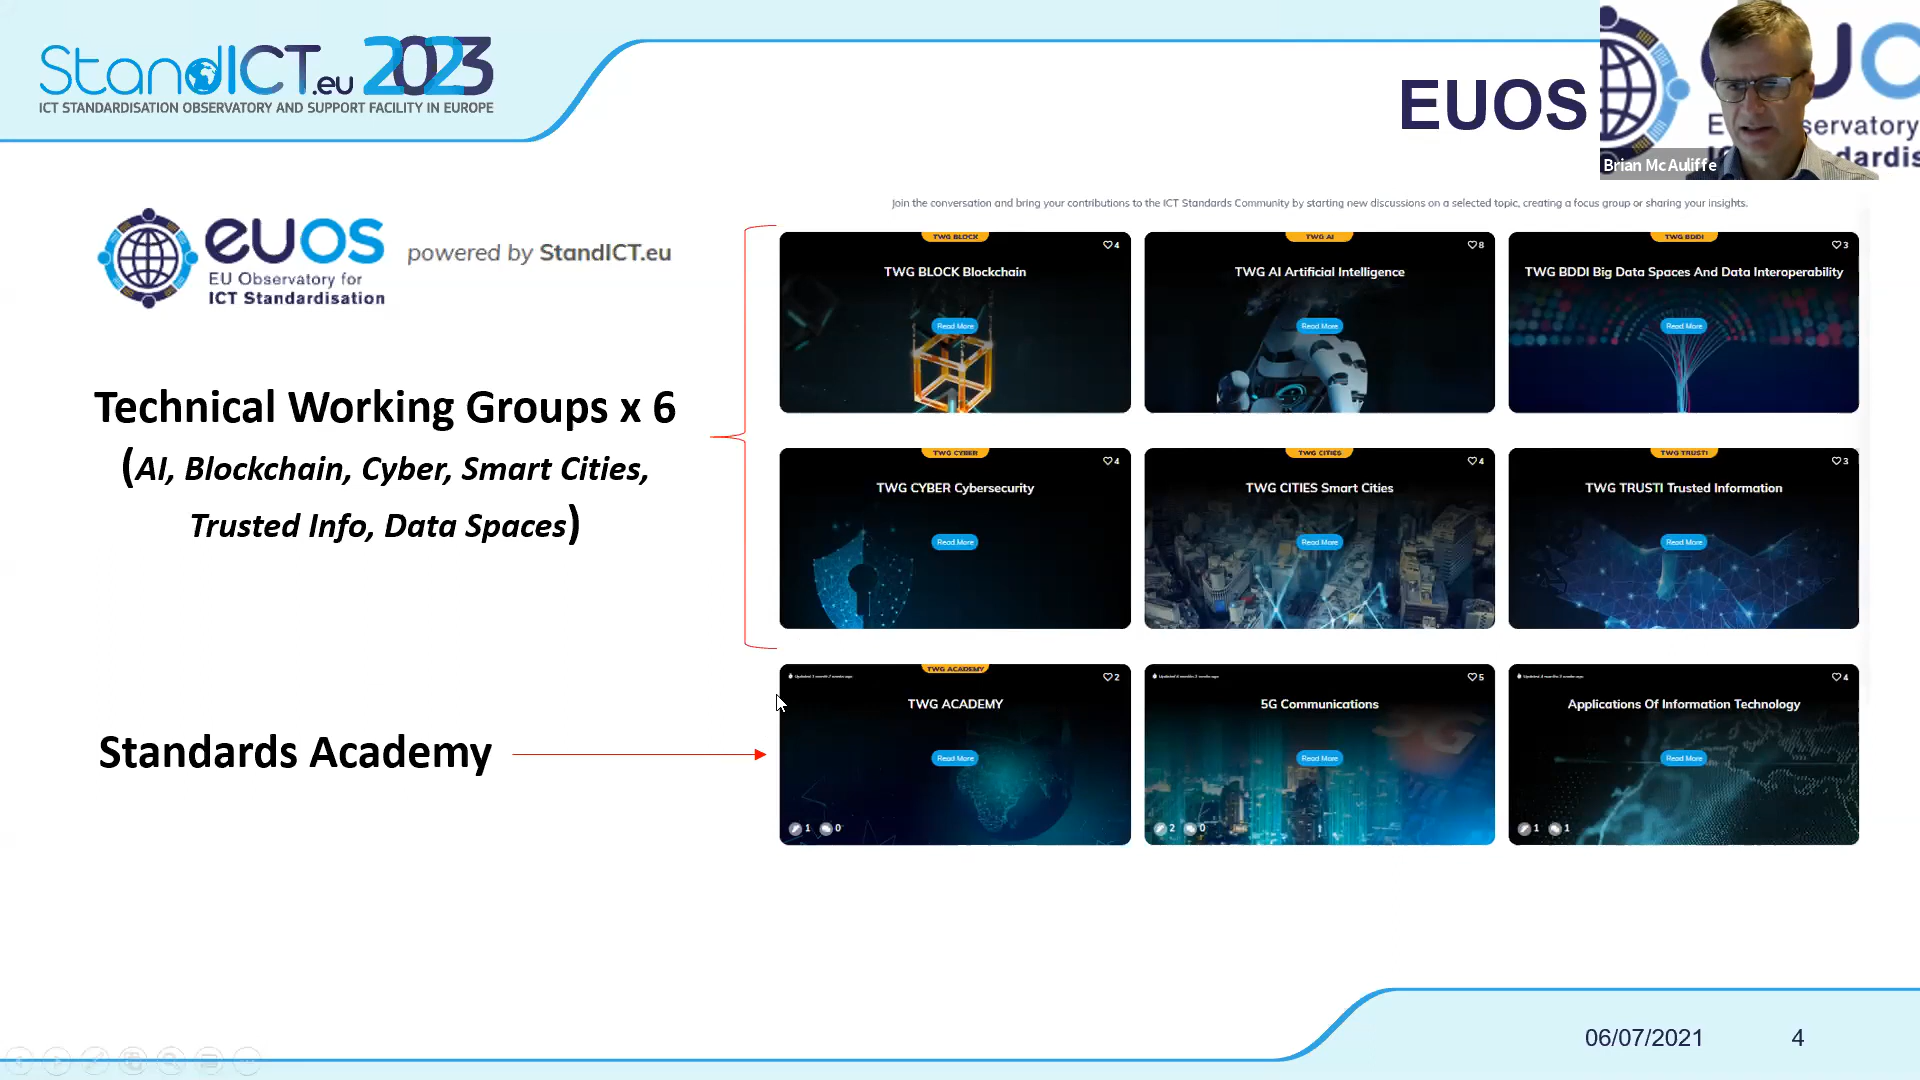 StandICT.eu 2023
ICT STANDARDISATION OBSERVATORY AND SUPPORT FACILITY IN EUROPE
EUOS
Brian McAuliffe
EUOS
EU Observatory for
ICT Standardisation
powered by StandICT.eu
Join the conversation and bring your contributions to the ICT Standards Community by starting new discussions on a selected topic, creating a focus group or sharing your insights.
Technical Working Groups x 6
(AI, Blockchain, Cyber, Smart Cities,
Trusted Info, Data Spaces)
Standards Academy
TWG BLOCK
4
TWG BLOCK Blockchain
Read More
TWG AI
8
TWG AI Artificial Intelligence
Read More
TWG BDDI
3
TWG BDDI Big Data Spaces And Data Interoperability
Read More
TWG CYBER
4
TWG CYBER Cybersecurity
Read More
TWG CITIES
4
TWG CITIES Smart Cities
Read More
TWG TRUSTI
3
TWG TRUSTI Trusted Information
Read More
TWG ACADEMY
2
TWG ACADEMY
Read More
1 0
5
5G Communications
Read More
2 0
4
Applications Of Information Technology
Read More
1 1
06/07/2021
4